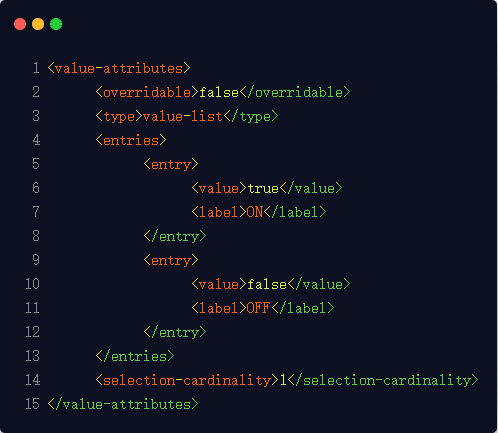 1 <value-attributes>
2 <overridable>false</overridable>
3 <type>value-list</type>
4 <entries>
5 <entry>
6 <value>true</value>
7 <label>ON</label>
8 </entry>
9 <entry>
10 <value>false</value>
11 <label>OFF</label>
12 </entry>
13 </entries>
14 <selection-cardinality>1</selection-cardinality>
15 </value-attributes>